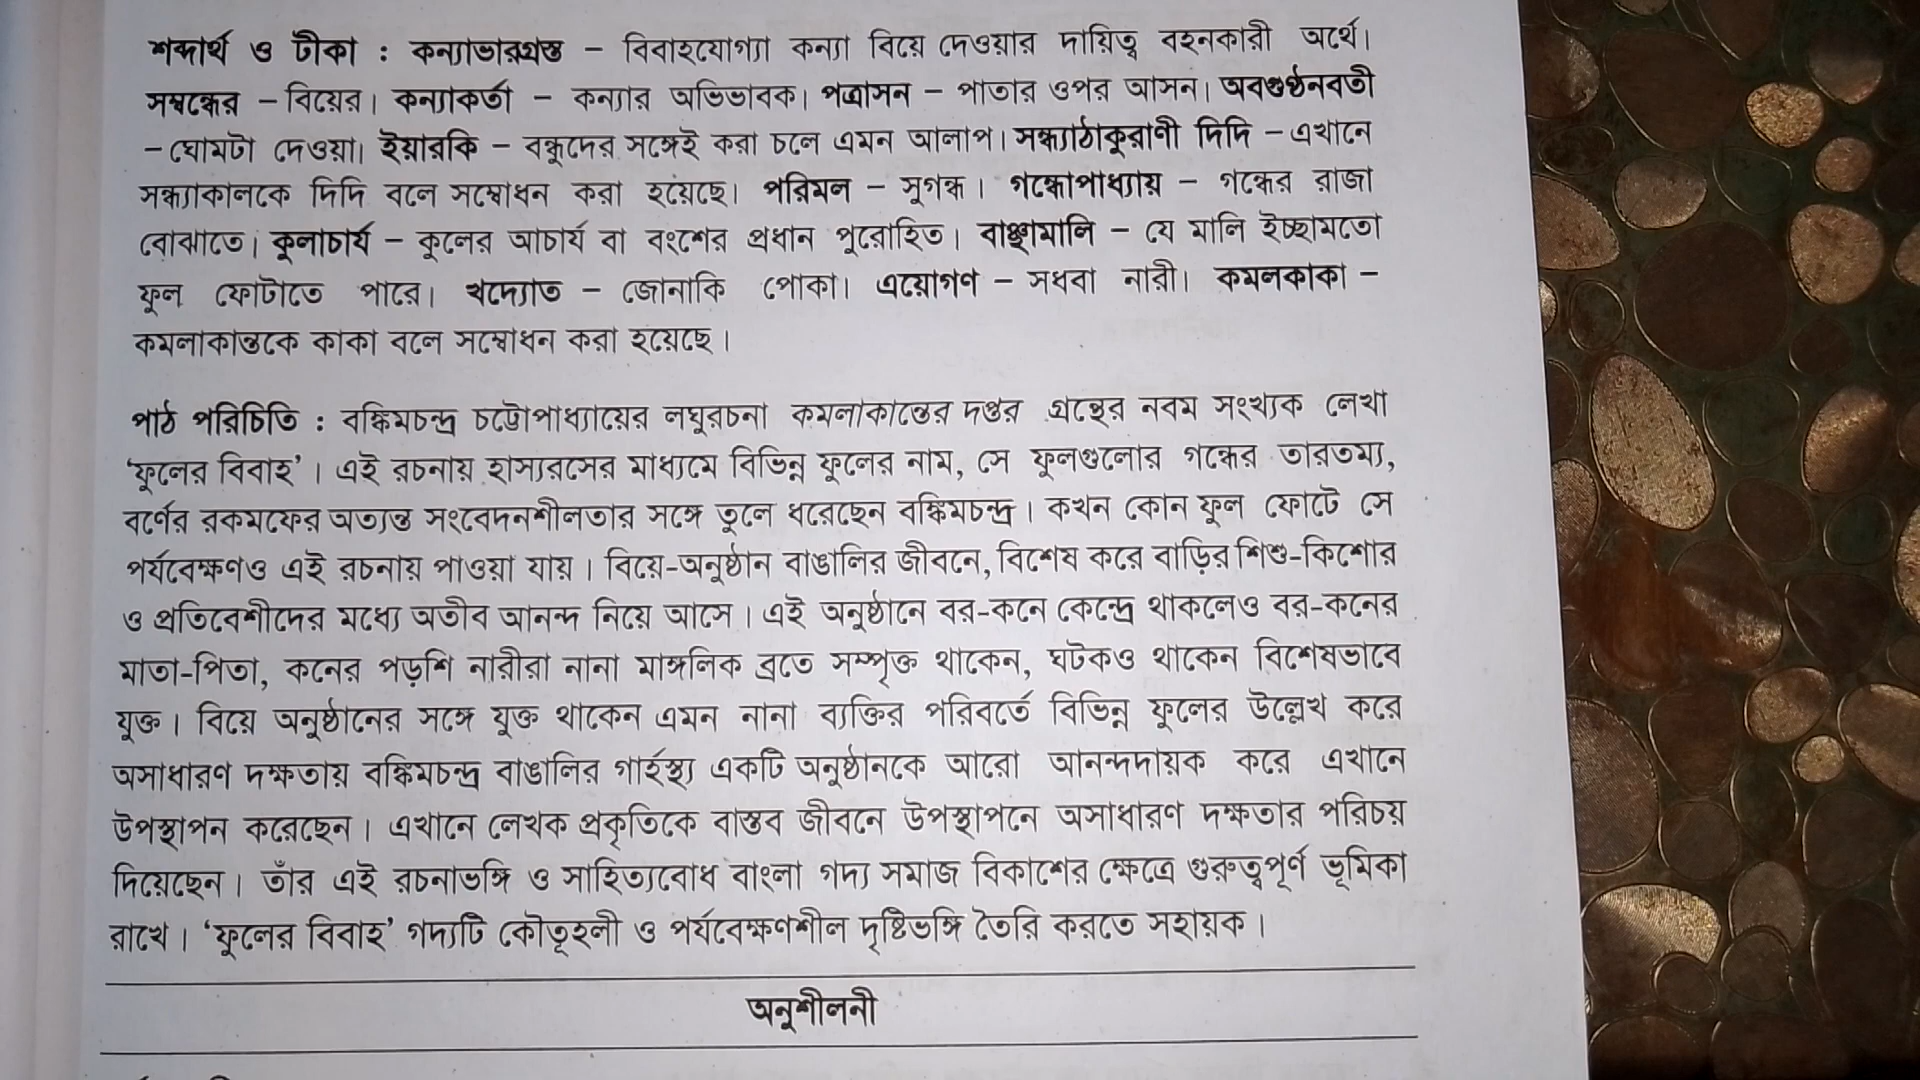 শব্দার্থ ও টীকা : কন্যাভারগ্রস্ত – বিবাহযোগ্যা কন্যা বিয়ে দেওয়ার দায়িত্ব বহনকারী অর্থে।
সম্বন্ধের – বিয়ের। কন্যাকর্তা – কন্যার অভিভাবক। পত্রাসন – পাতার ওপর আসন। অবগুণ্ঠনবতী
– ঘোমটা দেওয়া। ইয়ারকি – বন্ধুদের সঙ্গেই করা চলে এমন আলাপ। সন্ধ্যাঠাকুরাণী দিদি – এখানে
সন্ধ্যাকালকে দিদি বলে সম্বোধন করা হয়েছে। পরিমল – সুগন্ধ। গন্ধোপাধ্যায় – গন্ধের রাজা
বোঝাতে। কুলাচার্য – কুলের আচার্য বা বংশের প্রধান পুরোহিত। বাঞ্ছামালি – যে মালি ইচ্ছামতো
ফুল ফোটাতে পারে। খদ্যোত – জোনাকি পোকা। এয়োগণ – সধবা নারী। কমলকাকা –
কমলাকান্তকে কাকা বলে সম্বোধন করা হয়েছে।
পাঠ পরিচিতি : বঙ্কিমচন্দ্র চট্টোপাধ্যায়ের লঘুরচনা কমলাকান্তের দপ্তর গ্রন্থের নবম সংখ্যক লেখা
‘ফুলের বিবাহ’। এই রচনায় হাস্যরসের মাধ্যমে বিভিন্ন ফুলের নাম, সে ফুলগুলোর গন্ধের তারতম্য,
বর্ণের রকমফের অত্যন্ত সংবেদনশীলতার সঙ্গে তুলে ধরেছেন বঙ্কিমচন্দ্র। কখন কোন ফুল ফোটে সে
পর্যবেক্ষণও এই রচনায় পাওয়া যায়। বিয়ে-অনুষ্ঠান বাঙালির জীবনে, বিশেষ করে বাড়ির শিশু-কিশোর
ও প্রতিবেশীদের মধ্যে অতীব আনন্দ নিয়ে আসে। এই অনুষ্ঠানে বর-কনে কেন্দ্রে থাকলেও বর-কনের
মাতা-পিতা, কনের পড়শি নারীরা নানা মাঙ্গলিক ব্রতে সম্পৃক্ত থাকেন, ঘটকও থাকেন বিশেষভাবে
যুক্ত। বিয়ে অনুষ্ঠানের সঙ্গে যুক্ত থাকেন এমন নানা ব্যক্তির পরিবর্তে বিভিন্ন ফুলের উল্লেখ করে
অসাধারণ দক্ষতায় বঙ্কিমচন্দ্র বাঙালির গার্হস্থ্য একটি অনুষ্ঠানকে আরো আনন্দদায়ক করে এখানে
উপস্থাপন করেছেন। এখানে লেখক প্রকৃতিকে বাস্তব জীবনে উপস্থাপনে অসাধারণ দক্ষতার পরিচয়
দিয়েছেন। তাঁর এই রচনাভঙ্গি ও সাহিত্যবোধ বাংলা গদ্য সমাজ বিকাশের ক্ষেত্রে গুরুত্বপূর্ণ ভূমিকা
রাখে। ‘ফুলের বিবাহ’ গদ্যটি কৌতূহলী ও পর্যবেক্ষণশীল দৃষ্টিভঙ্গি তৈরি করতে সহায়ক।
অনুশীলনী